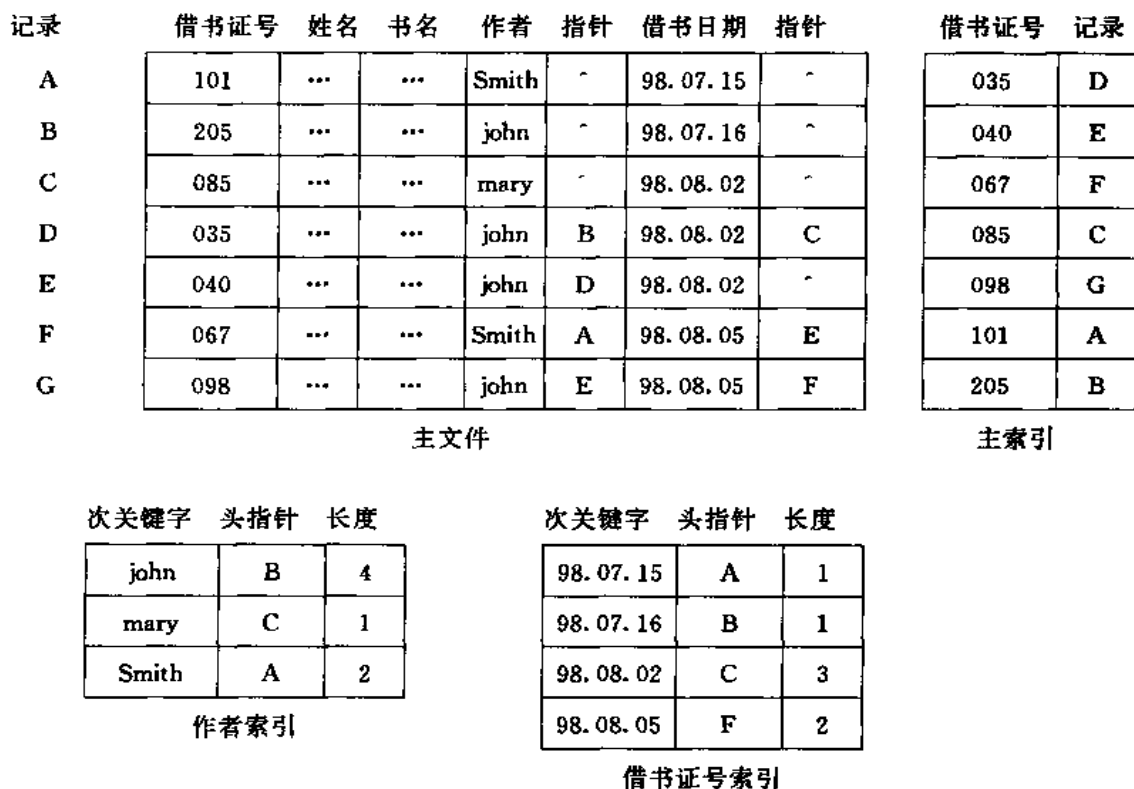 记录 借书证号 姓名 书名 作者 指针 借书日期 指针 借书证号 记录
A 101 ··· ··· Smith ^ 98.07.15 ^ 035 D
B 205 ··· ··· john ^ 98.07.16 ^ 040 E
C 085 ··· ··· mary ^ 98.08.02 ^ 067 F
D 035 ··· ··· john B 98.08.02 C 085 C
E 040 ··· ··· john D 98.08.02 ^ 098 G
F 067 ··· ··· Smith A 98.08.05 E 101 A
G 098 ··· ··· john E 98.08.05 F 205 B
主文件 主索引
次关键字 头指针 长度 次关键字 头指针 长度
john B 4 98.07.15 A 1
mary C 1 98.07.16 B 1
Smith A 2 98.08.02 C 3
作者索引 98.08.05 F 2
借书证号索引